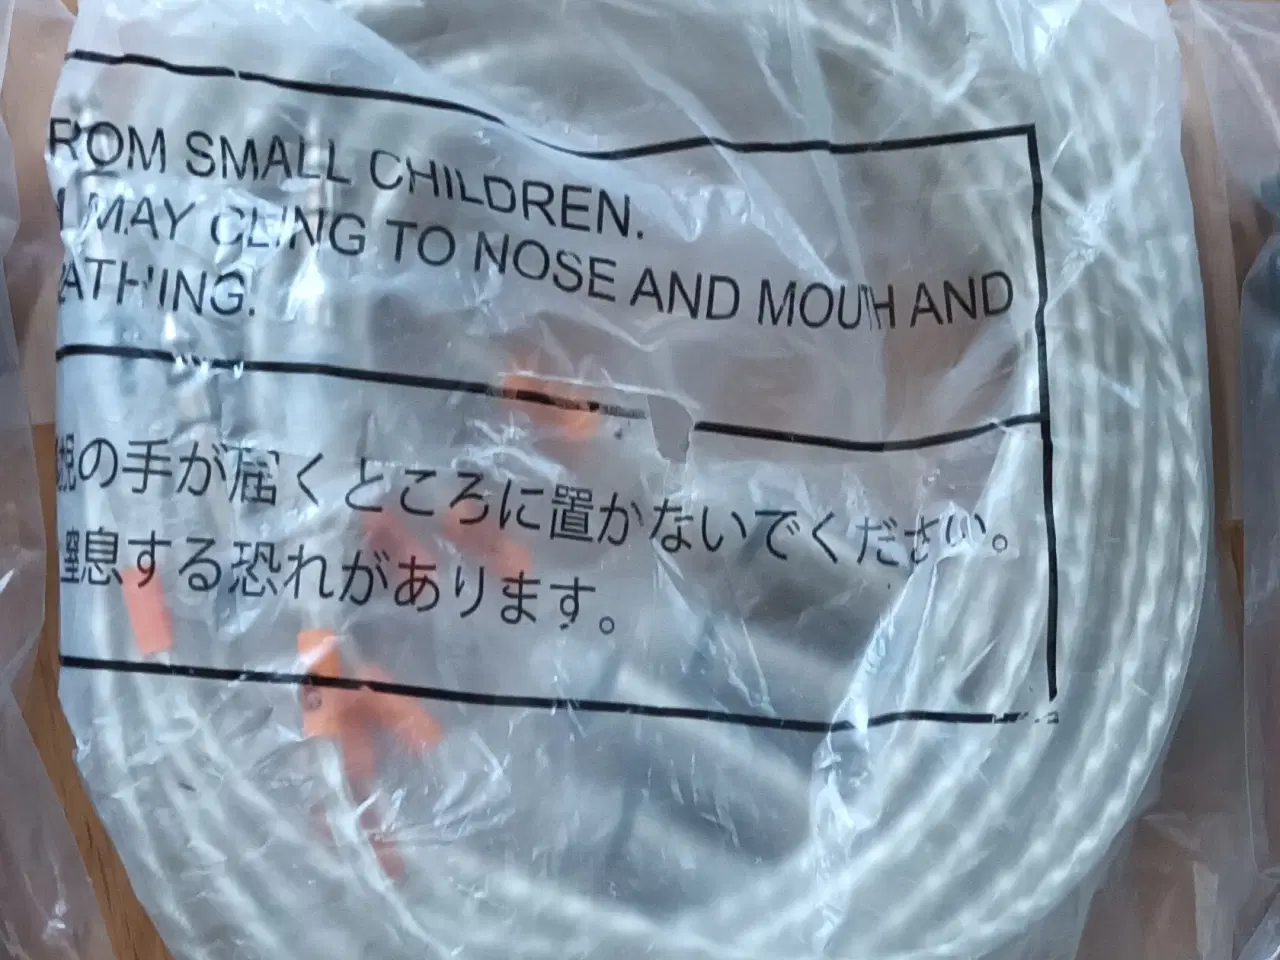 ROM SMALL CHILDREN.
MAY CLING TO NOSE AND MOUTH AND
ATHING.
の手が届くところに置かないでください。
窒息する恐れがあります。